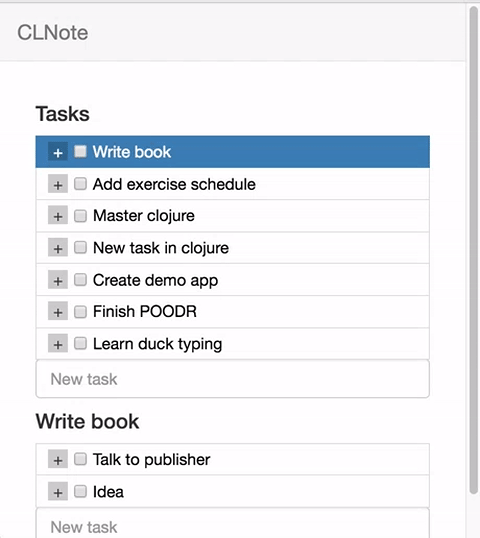 CLNote
Tasks
+ Write book
+ Add exercise schedule
+ Master clojure
+ New task in clojure
+ Create demo app
+ Finish POODR
+ Learn duck typing
New task
Write book
+ Talk to publisher
+ Idea
New task